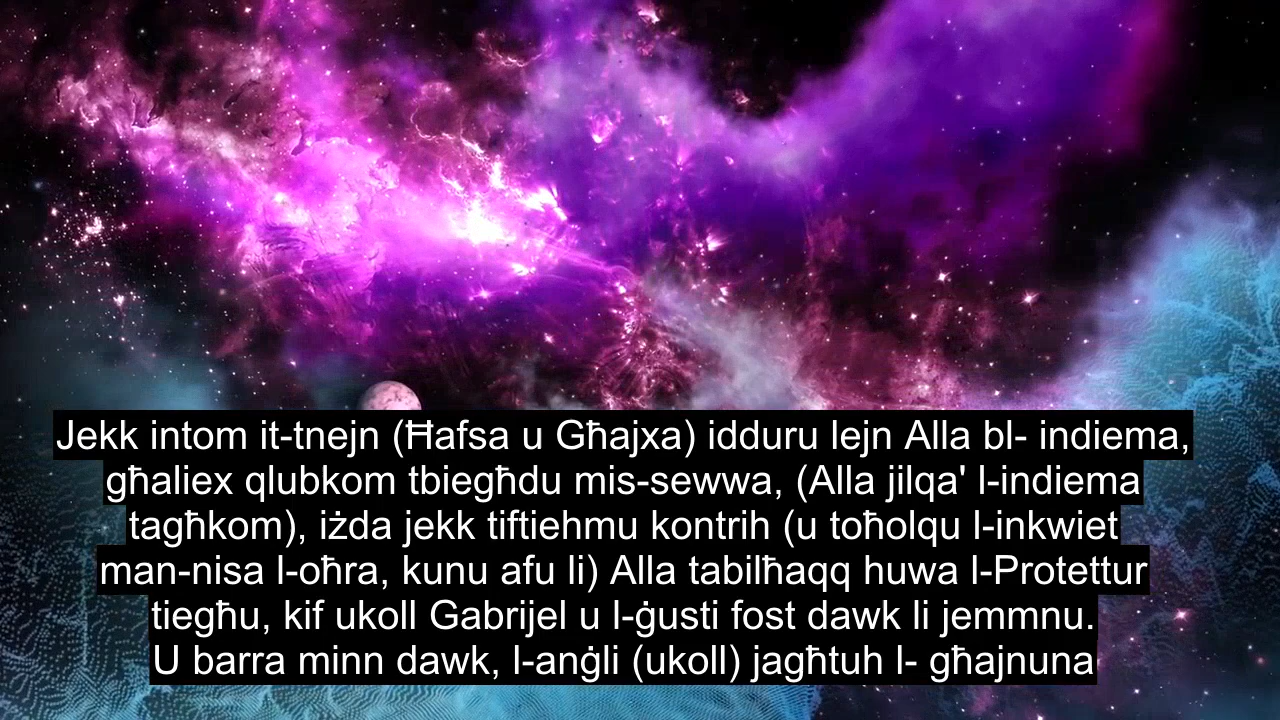 Jekk intom it-tnejn (Ħafsa u Għajxa) idduru lejn Alla bl- indiema,
għaliex qlubkom tbiegħdu mis-sewwa, (Alla jilqa' l-indiema
tagħkom), iżda jekk tiftiehmu kontrih (u toħolqu l-inkwiet
man-nisa l-oħra, kunu afu li) Alla tabilħaqq huwa l-Protettur
tiegħu, kif ukoll Gabrijel u l-ġusti fost dawk li jemmnu.
U barra minn dawk, l-anġli (ukoll) jagħtuh l- għajnuna